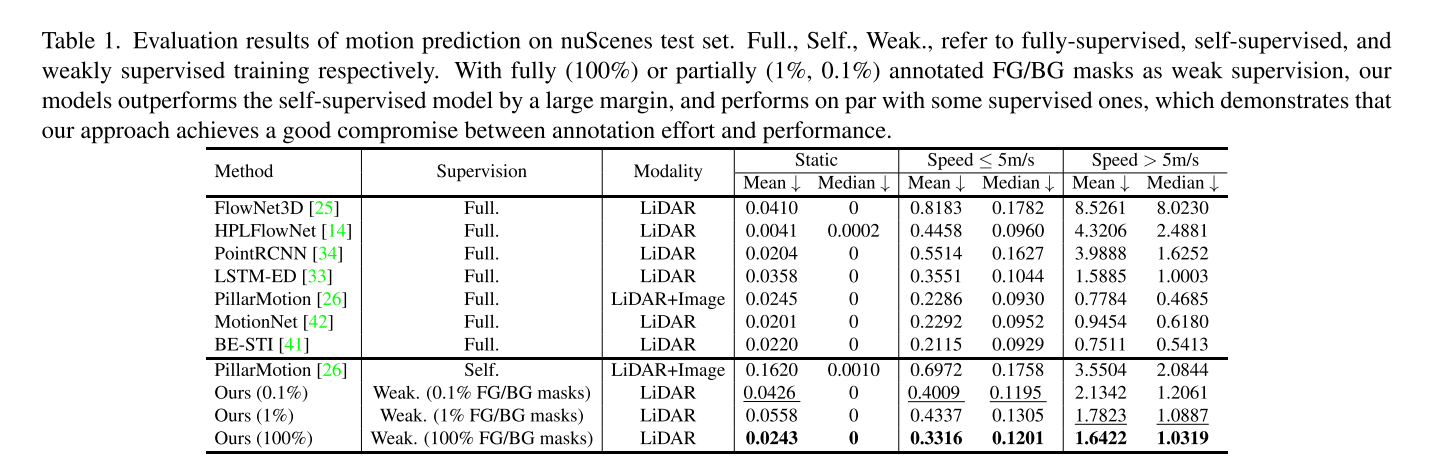 Table 1. Evaluation results of motion prediction on nuScenes test set. Full., Self., Weak., refer to fully-supervised, self-supervised, and
weakly supervised training respectively. With fully (100%) or partially (1%, 0.1%) annotated FG/BG masks as weak supervision, our
models outperforms the self-supervised model by a large margin, and performs on par with some supervised ones, which demonstrates that
our approach achieves a good compromise between annotation effort and performance.
Method Supervision Modality Static Speed ≤ 5m/s Speed > 5m/s
Mean ↓ Median ↓ Mean ↓ Median ↓ Mean ↓ Median ↓
FlowNet3D [25] Full. LiDAR 0.0410 0 0.8183 0.1782 8.5261 8.0230
HPLFlowNet [14] Full. LiDAR 0.0041 0.0002 0.4458 0.0960 4.3206 2.4881
PointRCNN [34] Full. LiDAR 0.0204 0 0.5514 0.1627 3.9888 1.6252
LSTM-ED [33] Full. LiDAR 0.0358 0 0.3551 0.1044 1.5885 1.0003
PillarMotion [26] Full. LiDAR+Image 0.0245 0 0.2286 0.0930 0.7784 0.4685
MotionNet [42] Full. LiDAR 0.0201 0 0.2292 0.0952 0.9454 0.6180
BE-STI [41] Full. LiDAR 0.0220 0 0.2115 0.0929 0.7511 0.5413
PillarMotion [26] Self. LiDAR+Image 0.1620 0.0010 0.6972 0.1758 3.5504 2.0844
Ours (0.1%) Weak. (0.1% FG/BG masks) LiDAR 0.0426 0 0.4009 0.1195 2.1342 1.2061
Ours (1%) Weak. (1% FG/BG masks) LiDAR 0.0558 0 0.4337 0.1305 1.7823 1.0887
Ours (100%) Weak. (100% FG/BG masks) LiDAR 0.0243 0 0.3316 0.1201 1.6422 1.0319